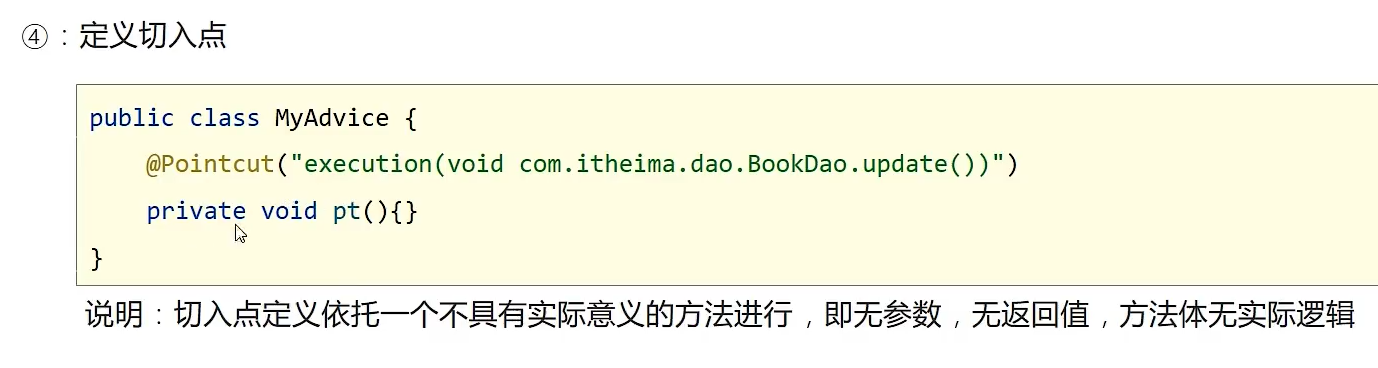 ④：定义切入点
public class MyAdvice {
@Pointcut("execution(void com.itheima.dao.BookDao.update())")
private void pt(){}
}
说明：切入点定义依托一个不具有实际意义的方法进行，即无参数，无返回值，方法体无实际逻辑